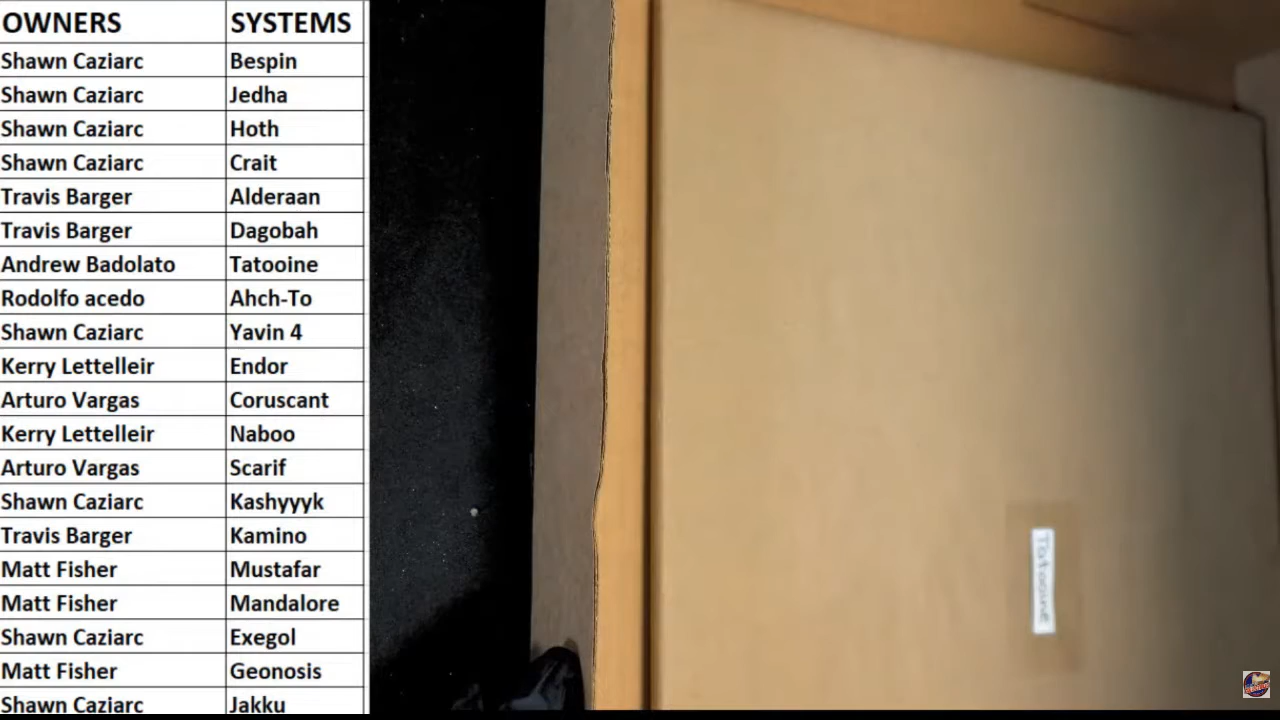 OWNERS SYSTEMS
Shawn Caziarc Bespin
Shawn Caziarc Jedha
Shawn Caziarc Hoth
Shawn Caziarc Crait
Travis Barger Alderaan
Travis Barger Dagobah
Andrew Badolato Tatooine
Rodolfo acedo Ahch-To
Shawn Caziarc Yavin 4
Kerry Lettelleir Endor
Arturo Vargas Coruscant
Kerry Lettelleir Naboo
Arturo Vargas Scarif
Shawn Caziarc Kashyyyk
Travis Barger Kamino
Matt Fisher Mustafar
Matt Fisher Mandalore
Shawn Caziarc Exegol
Matt Fisher Geonosis
Shawn Caziarc Jakku
Tatooine